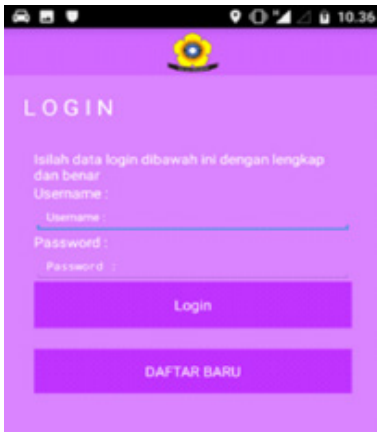 10.36
LOGIN
Isilah data login dibawah ini dengan lengkap
dan benar
Username :
Username :
Password :
Password :
Login
DAFTAR BARU